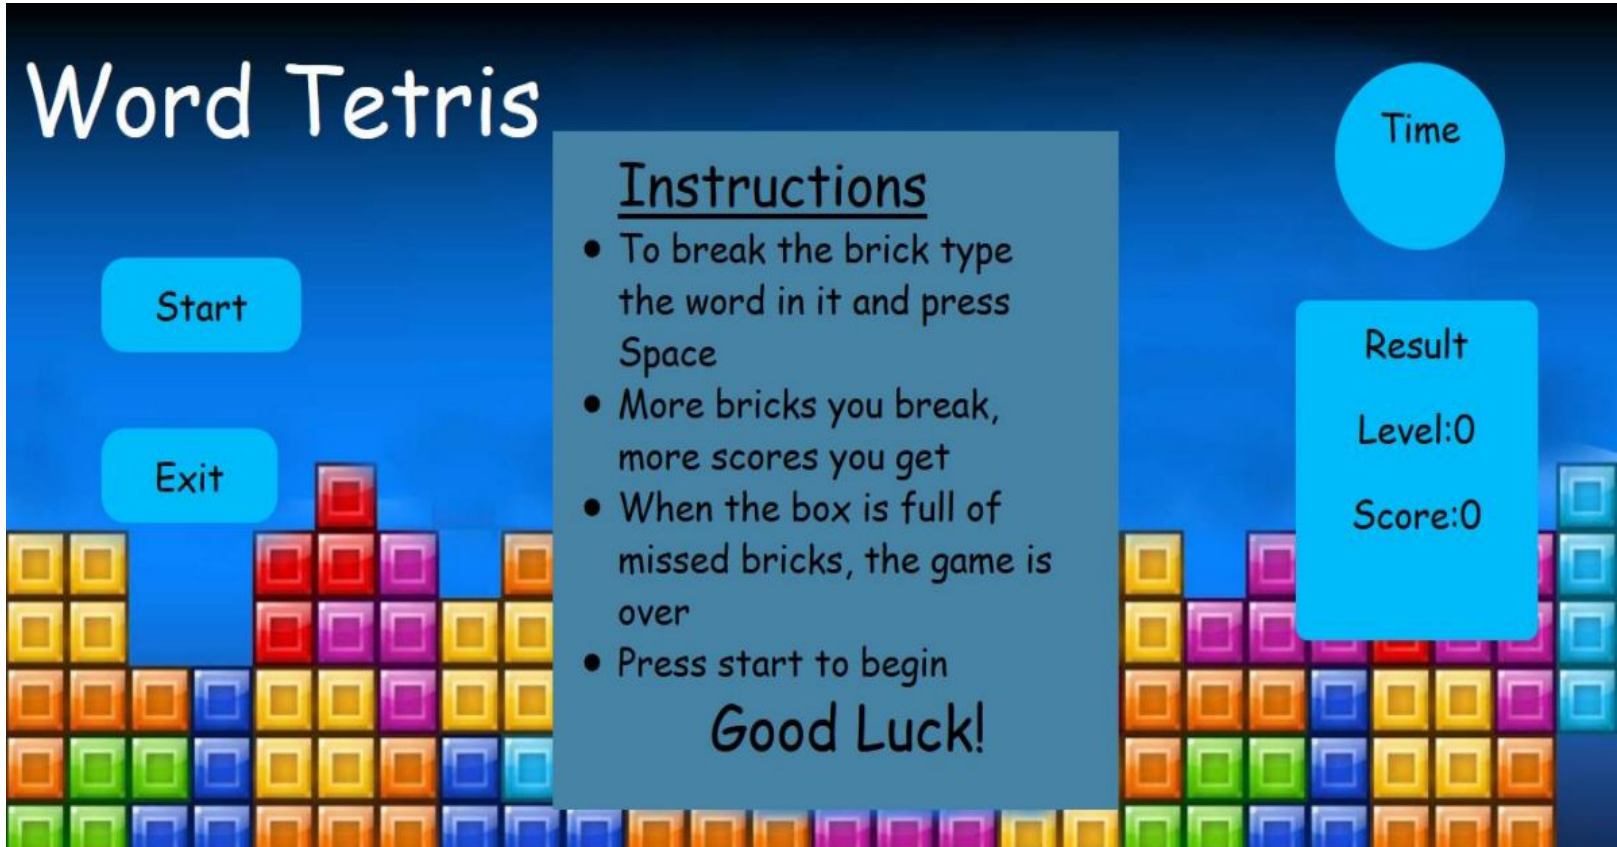 Word Tetris
Instructions
• To break the brick type
the word in it and press
Space
• More bricks you break,
more scores you get
• When the box is full of
missed bricks, the game is
over
• Press start to begin
Good Luck!
Start
Exit
Time
Result
Level:0
Score:0